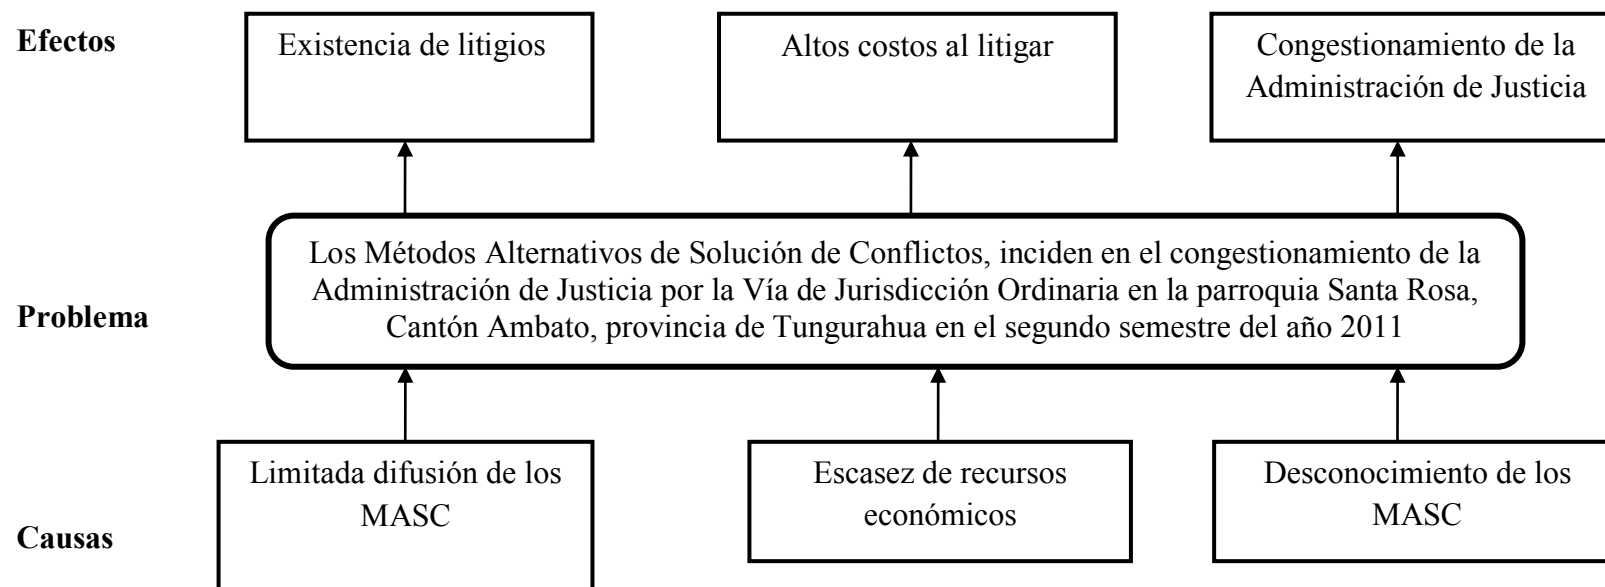 Efectos
Existencia de litigios
Altos costos al litigar
Congestionamiento de la
Administración de Justicia
Problema
Los Métodos Alternativos de Solución de Conflictos, inciden en el congestionamiento de la
Administración de Justicia por la Vía de Jurisdicción Ordinaria en la parroquia Santa Rosa,
Cantón Ambato, provincia de Tungurahua en el segundo semestre del año 2011
Causas
Limitada difusión de los
MASC
Escasez de recursos
económicos
Desconocimiento de los
MASC